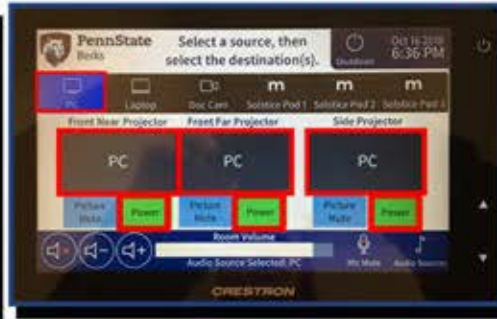 PennState
Berks
Select a source, then
select the destination(s).
Shutdown
Oct 16 2019
6:36 PM
PC
Laptop
Doc Cam
Solstice Pod 1
Solstice Pod 2
Solstice Pod 3
Front Near Projector
Front Far Projector
Side Projector
PC
PC
PC
Picture
Mute
Power
Picture
Mute
Power
Picture
Mute
Power
Room Volume
Audio Source Selected: PC
Mic Mute
Audio Sources
CRESTRON